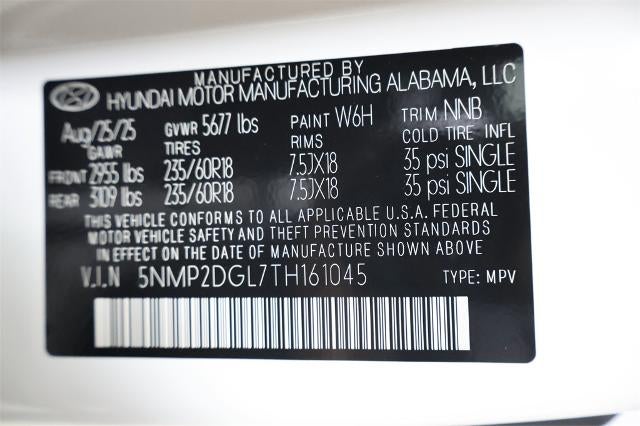 MANUFACTURED BY
HYUNDAI MOTOR MANUFACTURING ALABAMA, LLC
Aug/25/25 GVWR 5677 lbs PAINT W6H TRIM NNB
GAWR TIRES RIMS COLD TIRE INFL
FRONT 2955 lbs 235/60R18 7.5JX18 35 psi SINGLE
REAR 3109 lbs 235/60R18 7.5JX18 35 psi SINGLE
THIS VEHICLE CONFORMS TO ALL APPLICABLE U.S.A. FEDERAL
MOTOR VEHICLE SAFETY AND THEFT PREVENTION STANDARDS
IN EFFECT ON THE DATE OF MANUFACTURE SHOWN ABOVE
V.I.N 5NMP2DGL7TH161045 TYPE: MPV